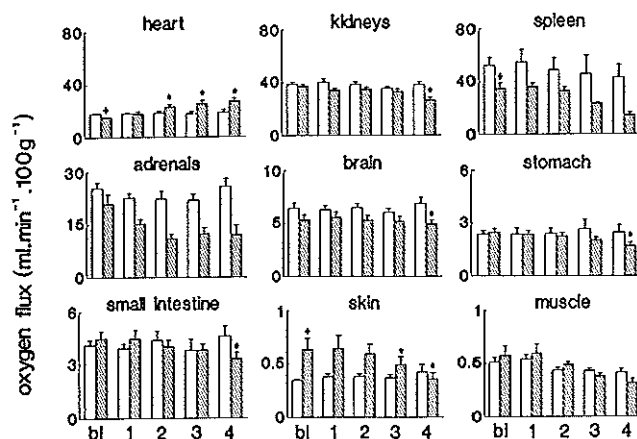 heart kidneys spleen
80 80 80
40 40 40
0 0 0
+ * * * * + *
adrenals brain stomach
30 12 6
15 6 3
0 0 0
* *
small intestine skin muscle
8 1 1
4 0.5 0.5
0 0 0
* + * *
bl 1 2 3 4 bl 1 2 3 4 bl 1 2 3 4
oxygen flux (ml.min⁻¹.100g⁻¹)